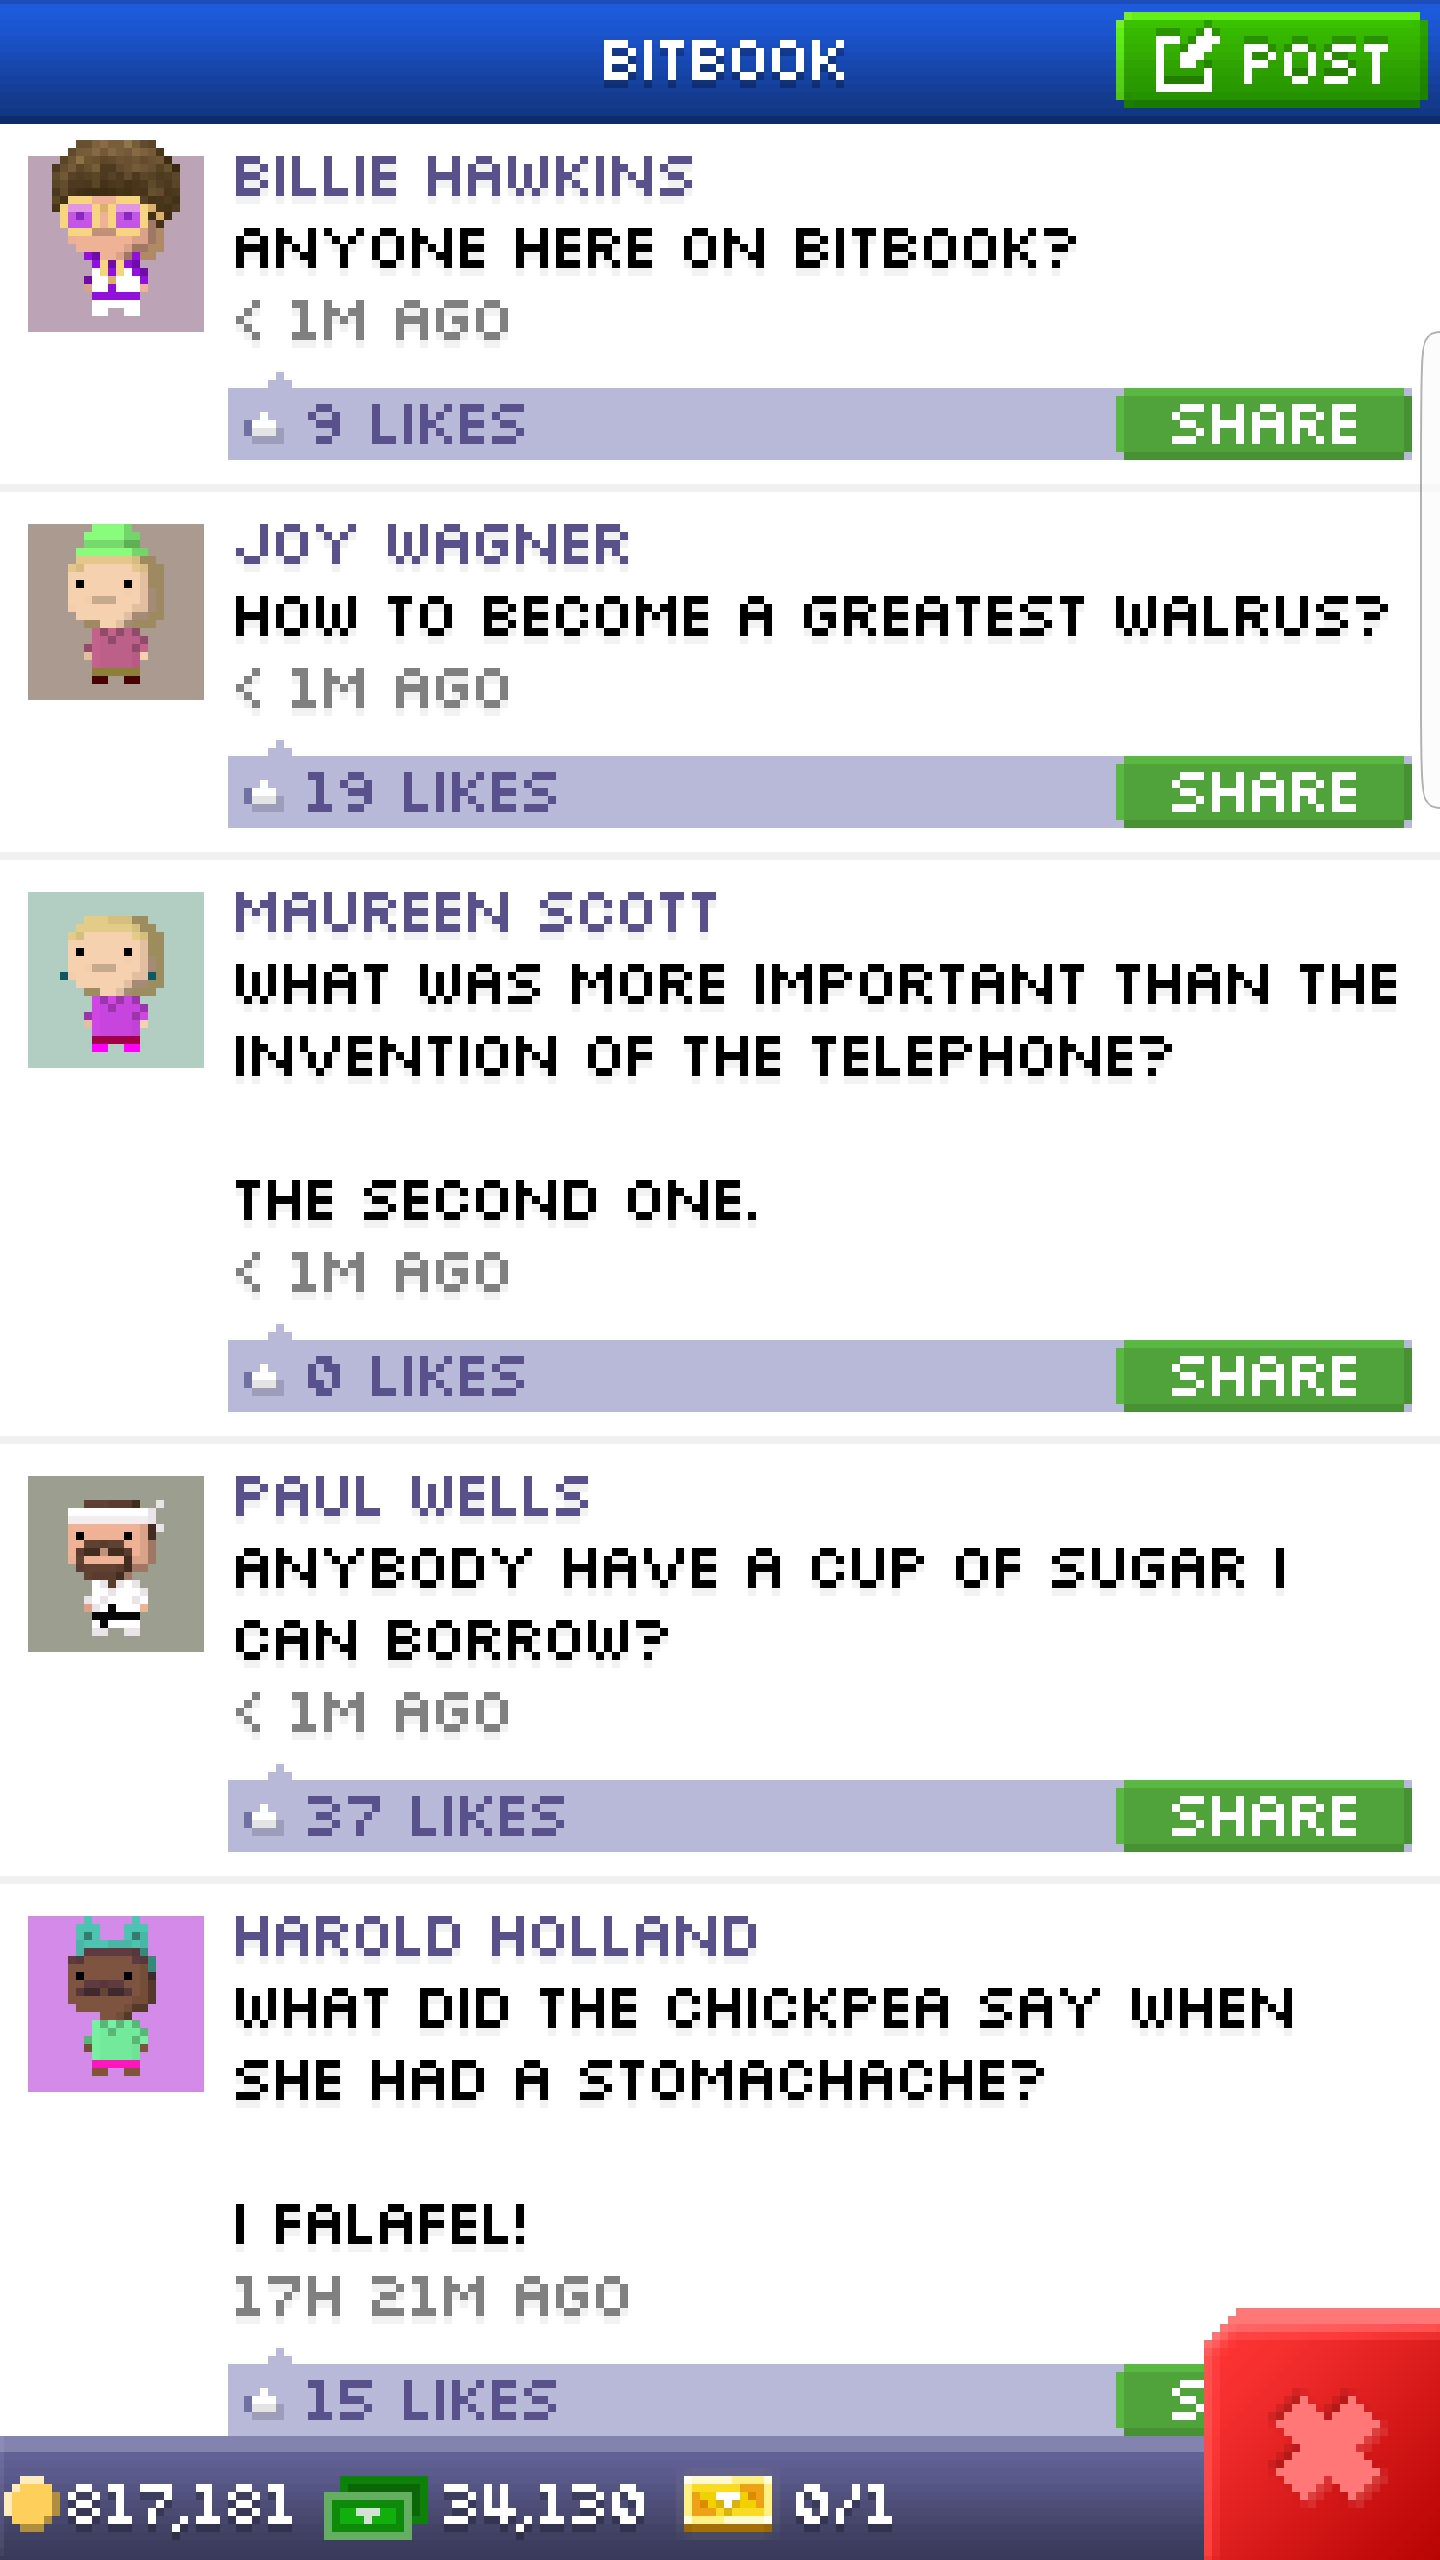 BITBOOK
POST
BILLIE HAWKINS
ANYONE HERE ON BITBOOK?
< 1M AGO
9 LIKES
SHARE
JOY WAGNER
HOW TO BECOME A GREATEST WALRUS?
< 1M AGO
19 LIKES
SHARE
MAUREEN SCOTT
WHAT WAS MORE IMPORTANT THAN THE
INVENTION OF THE TELEPHONE?
THE SECOND ONE.
< 1M AGO
0 LIKES
SHARE
PAUL WELLS
ANYBODY HAVE A CUP OF SUGAR I
CAN BORROW?
< 1M AGO
37 LIKES
SHARE
HAROLD HOLLAND
WHAT DID THE CHICKPEA SAY WHEN
SHE HAD A STOMACHACHE?
I FALAFEL!
17H 21M AGO
15 LIKES
S
817,181 34,130 0/1